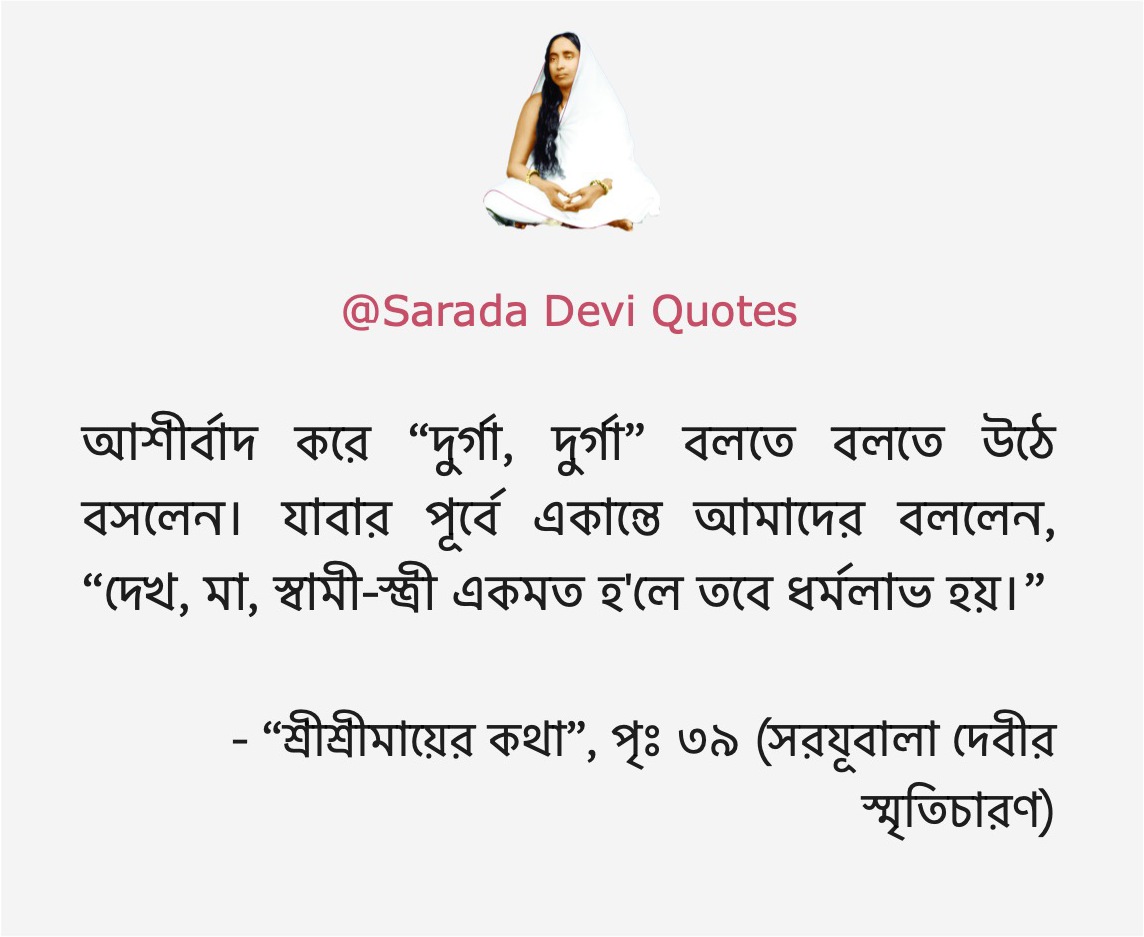 @Sarada Devi Quotes
আশীর্বাদ করে “দুর্গা, দুর্গা” বলতে বলতে উঠে
বসলেন। যাবার পূর্বে একান্তে আমাদের বললেন,
“দেখ, মা, স্বামী-স্ত্রী একমত হ'লে তবে ধর্মলাভ হয়।”
- “শ্রীশ্রীমায়ের কথা”, পৃঃ ৩৯ (সরযূবালা দেবীর
স্মৃতিচারণ)